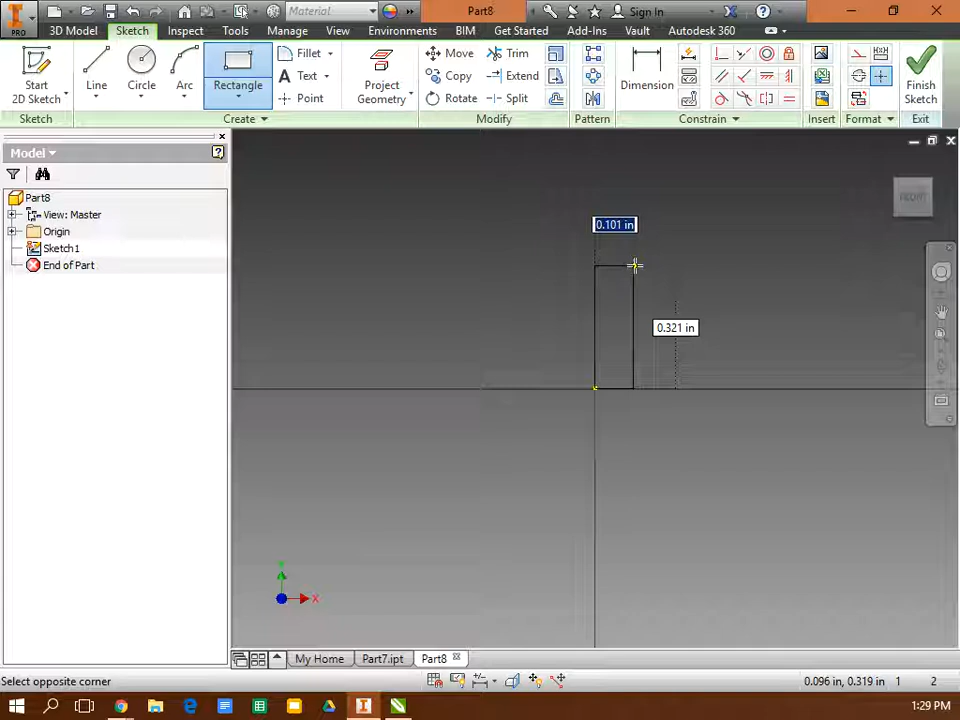 Material
Part8
Sign In
PRO
3D Model Sketch Inspect Tools Manage View Environments Get Started Add-Ins Vault Autodesk 360
Start
2D Sketch
Line
Circle
Arc
Rectangle
Fillet
Text
Point
Project
Geometry
Move
Copy
Rotate
Trim
Extend
Split
Dimension
Finish
Sketch
Sketch
Create
Modify
Pattern
Constrain
Insert
Format
Exit
Model
Part8
View: Master
Origin
Sketch1
End of Part
FRONT
0.101 in
0.321 in
Y
X
My Home Part7.ipt Part8
Select opposite corner
0.096 in, 0.319 in 1 2
1:29 PM